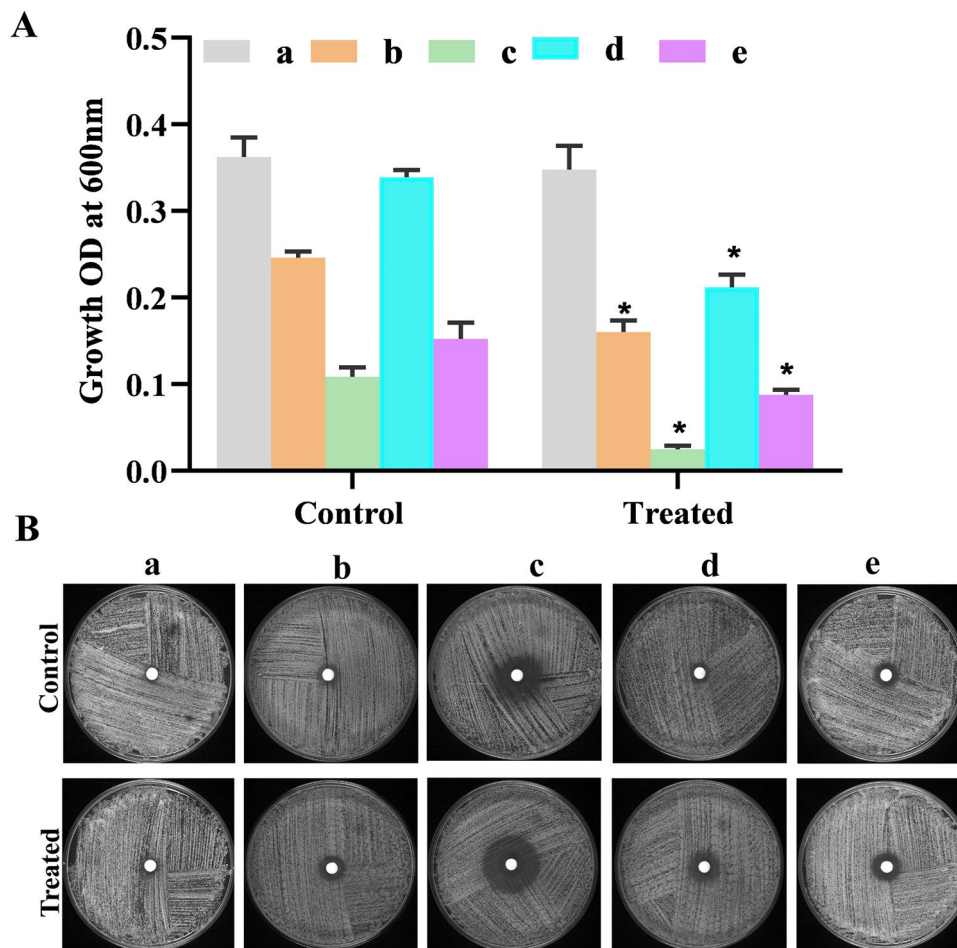 A
Growth OD at 600nm
0.5
0.4
0.3
0.2
0.1
0.0
a b c d e
* * * *
Control Treated
B
a b c d e
Control
Treated